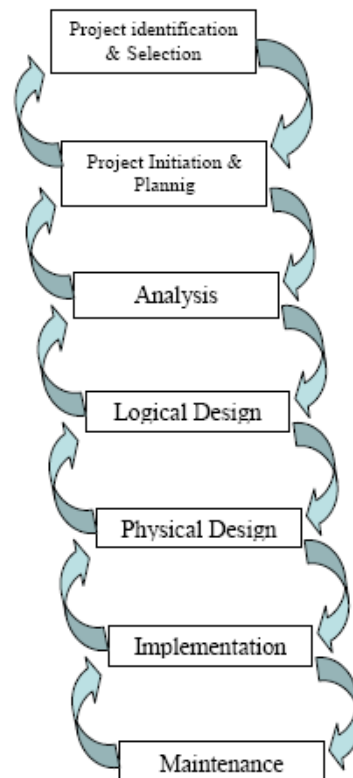 Project identification
& Selection
Project Initiation &
Plannig
Analysis
Logical Design
Physical Design
Implementation
Maintenance